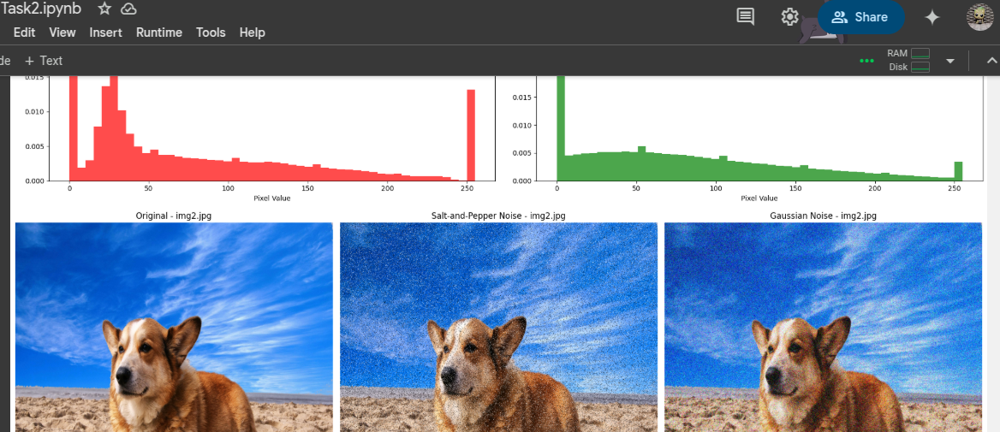 Task2.ipynb
Edit View Insert Runtime Tools Help
Share
de + Text
RAM
Disk
0.015
0.010
0.005
0.000
0 50 100 150 200 250
Pixel Value
0.015
0.010
0.005
0.000
0 50 100 150 200 250
Pixel Value
Original - img2.jpg
Salt-and-Pepper Noise - img2.jpg
Gaussian Noise - img2.jpg